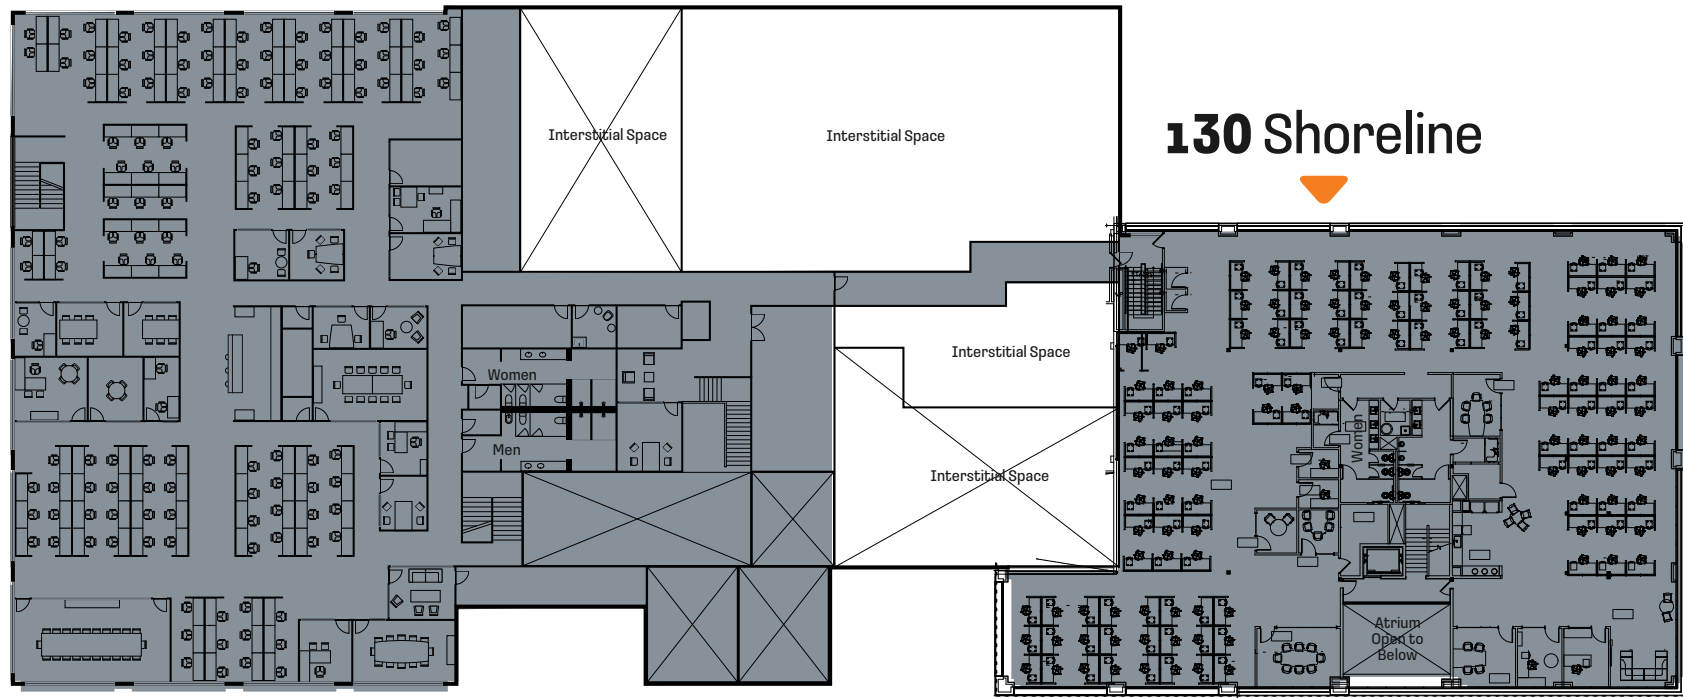 Interstitial Space
Interstitial Space
130 Shoreline
Interstitial Space
Women
Women
Men
Interstitial Space
Atrium
Open to
Below